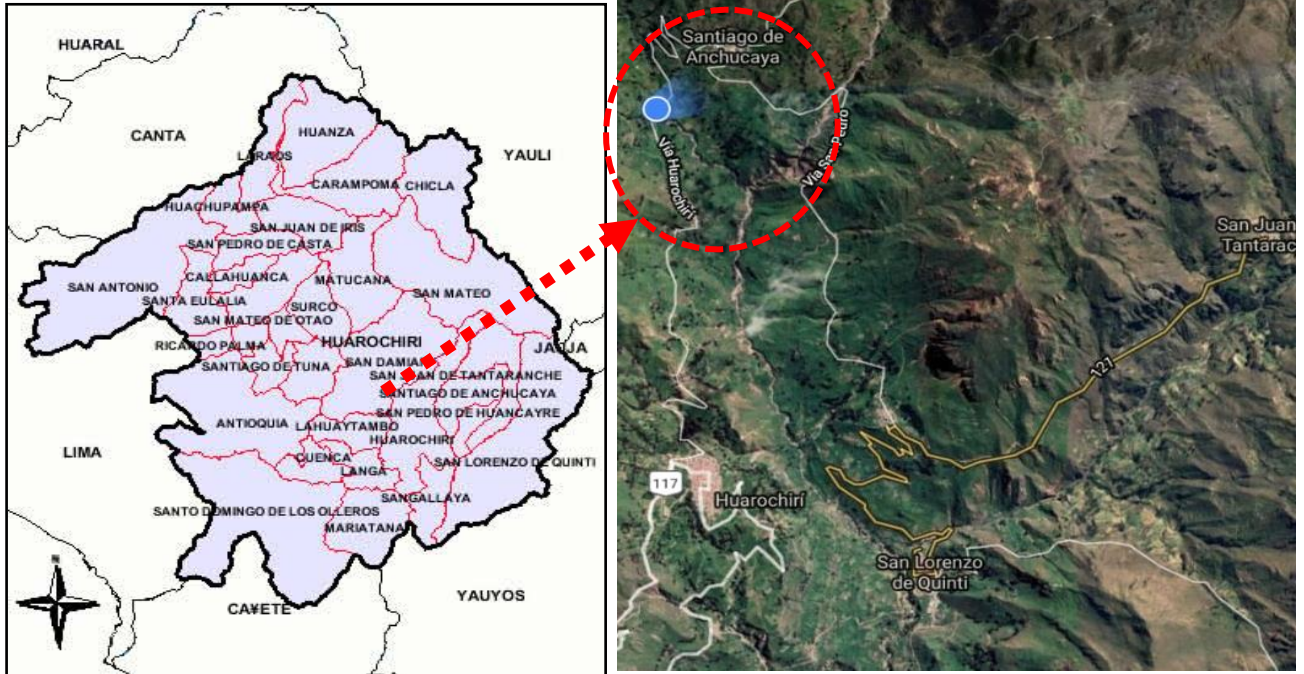 HUARAL
CANTA
YAULI
HUANZA
LARAOS
CARAMPOMA
CHICLA
HUACHUPAMPA
SAN JUAN DE IRIS
SAN PEDRO DE CASTA
CALLAHUANCA
MATUCANA
SAN ANTONIO
SANTA EULALIA
SURCO
SAN MATEO
SAN MATEO DE OTAO
RICARDO PALMA
HUAROCHIRI
JAUJA
SANTIAGO DE TUNA
SAN DAMIAN
SAN JUAN DE TANTARANCHE
SANTIAGO DE ANCHUCAYA
SAN PEDRO DE HUANCAYRE
ANTIOQUIA
LAHUAYTAMBO
HUAROCHIRI
LIMA
CUENCA
LANGA
SAN LORENZO DE QUINTI
SANGALLAYA
SANTO DOMINGO DE LOS OLLEROS
MARIATANA
N
CA¥ETE
YAUYOS
Santiago de
Anchucaya
Vía Huarochirí
Vía San Pedro
San Juan
Tantarac
121
117
Huarochirí
San Lorenzo
de Quinti